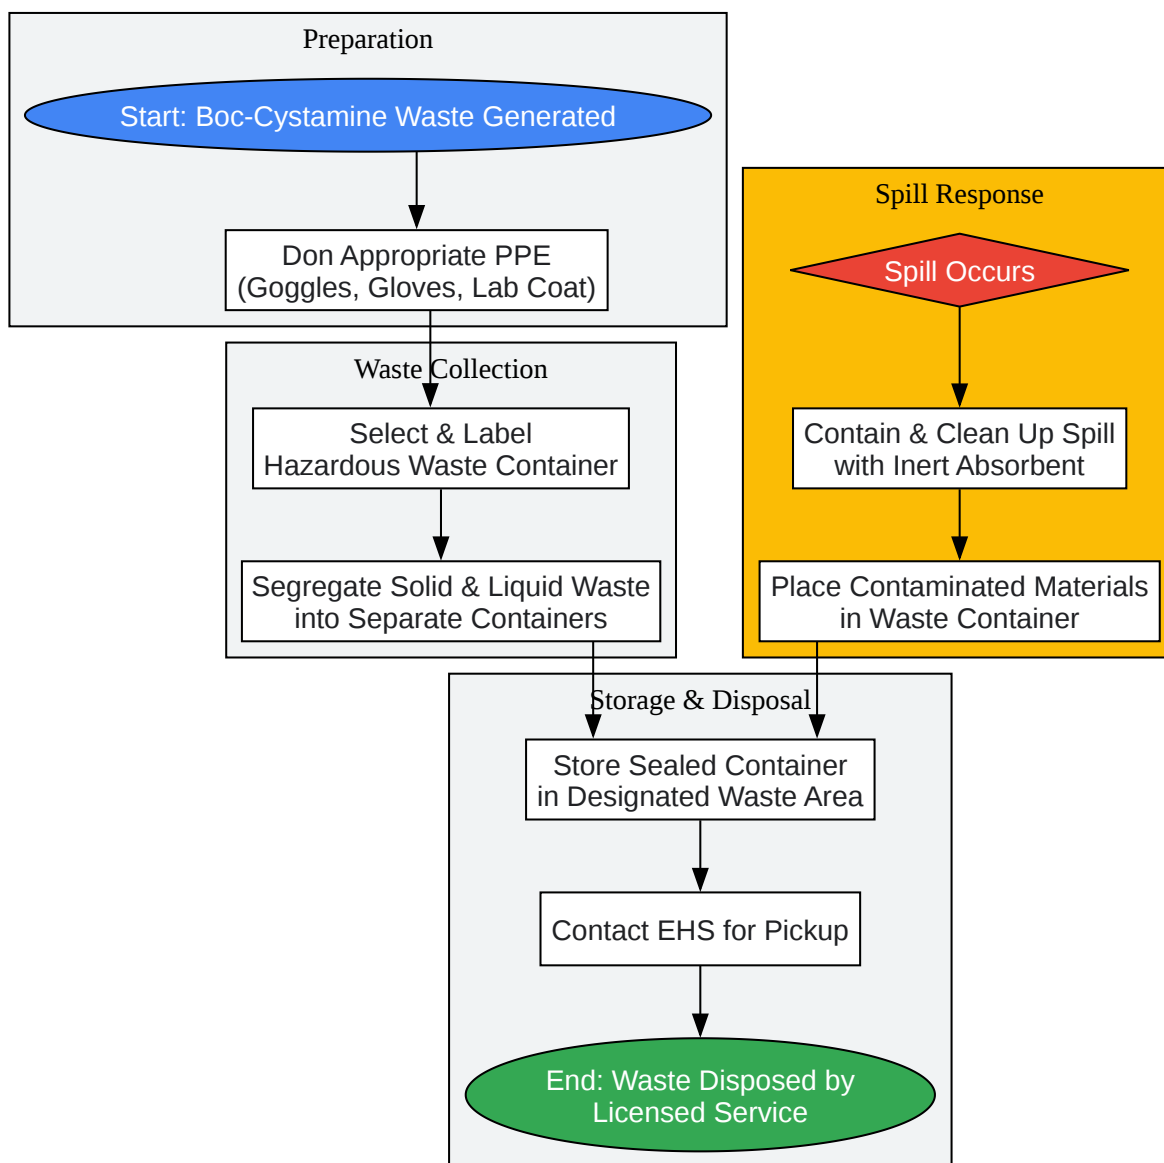 Preparation
Start: Boc-Cystamine Waste Generated
Don Appropriate PPE
(Goggles, Gloves, Lab Coat)
Waste Collection
Select & Label
Hazardous Waste Container
Segregate Solid & Liquid Waste
into Separate Containers
Spill Response
Spill Occurs
Contain & Clean Up Spill
with Inert Absorbent
Place Contaminated Materials
in Waste Container
Storage & Disposal
Store Sealed Container
in Designated Waste Area
Contact EHS for Pickup
End: Waste Disposed by
Licensed Service